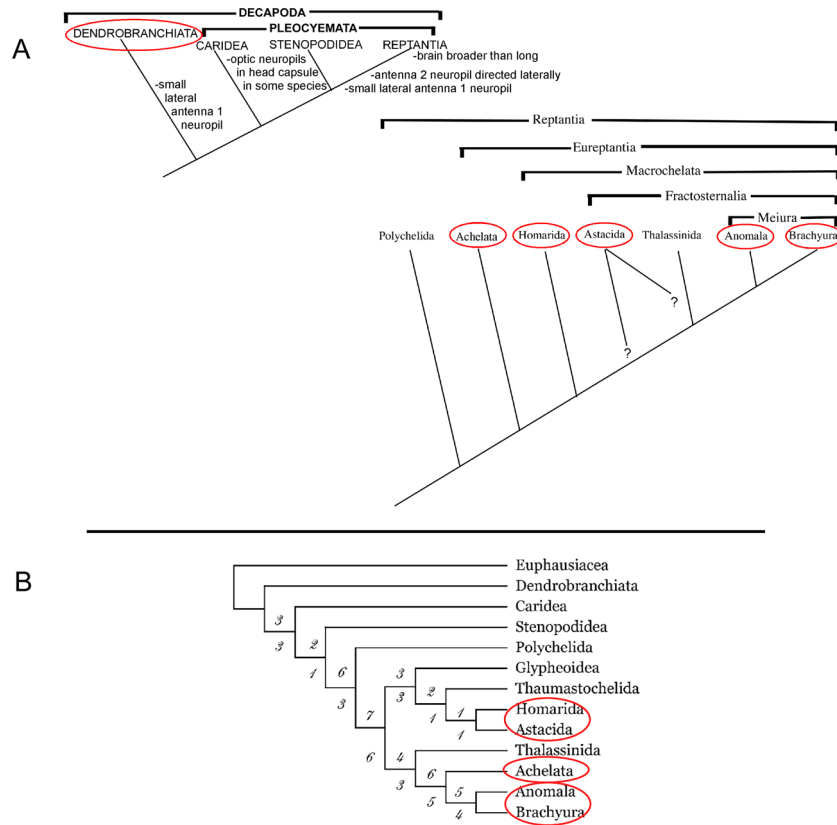 A
DECAPODA
DENDROBRANCHIATA
PLEOCYEMATA
CARIDEA STENOPODIDEA REPTANTIA
-small
lateral
antenna 1
neuropil
-optic neuropils
in head capsule
in some species
-brain broader than long
-antenna 2 neuropil directed laterally
-small lateral antenna 1 neuropil
Reptantia
Eureptantia
Macrochelata
Fractosternalia
Meiura
Polychelida Achelata Homarida Astacida Thalassinida Anomala Brachyura
?
?
B
Euphausiacea
Dendrobranchiata
3
Caridea
3
2
Stenopodidea
1
6
Polychelida
3
7
3
Glypheoidea
3
2
Thaumastochelida
1
1
Homarida
1
Astacida
6
4
Thalassinida
3
6
Achelata
5
5
Anomala
4
Brachyura